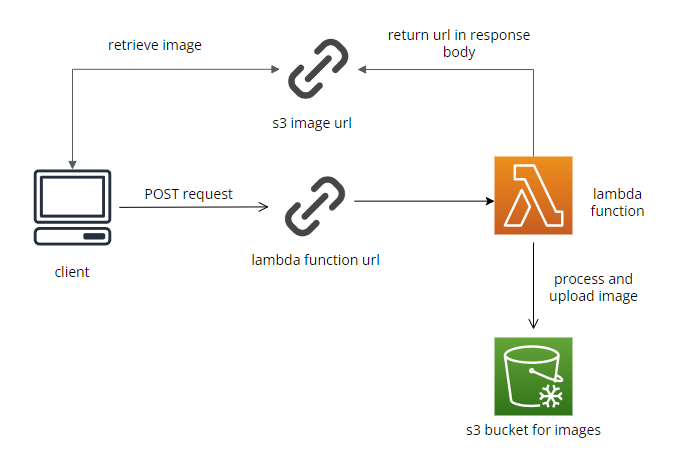 retrieve image
return url in response
body
s3 image url
POST request
lambda
function
lambda function url
client
process and
upload image
s3 bucket for images